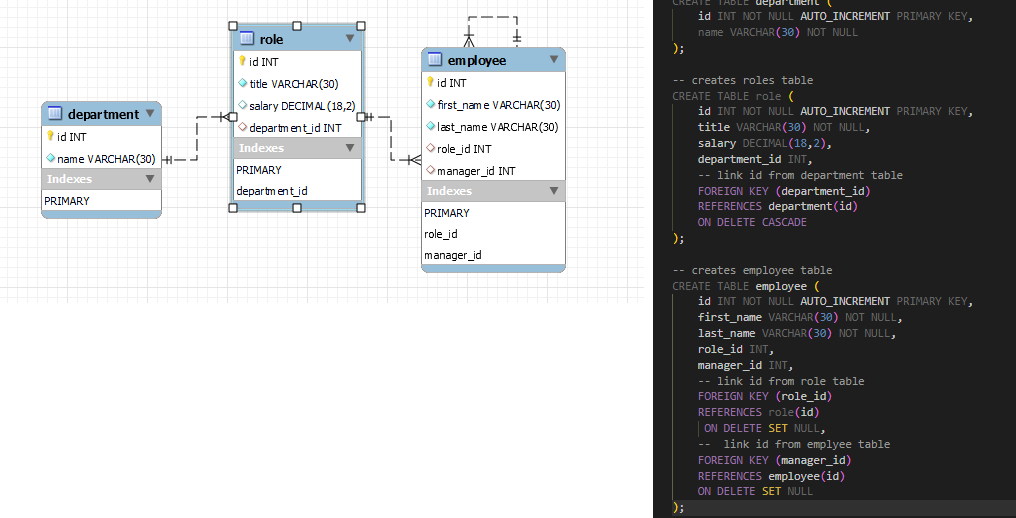 department
id INT
name VARCHAR(30)
Indexes
PRIMARY
role
id INT
title VARCHAR(30)
salary DECIMAL(18,2)
department_id INT
Indexes
PRIMARY
department_id
employee
id INT
first_name VARCHAR(30)
last_name VARCHAR(30)
role_id INT
manager_id INT
Indexes
PRIMARY
role_id
manager_id
CREATE TABLE department (
id INT NOT NULL AUTO_INCREMENT PRIMARY KEY,
name VARCHAR(30) NOT NULL
);
-- creates roles table
CREATE TABLE role (
id INT NOT NULL AUTO_INCREMENT PRIMARY KEY,
title VARCHAR(30) NOT NULL,
salary DECIMAL(18,2),
department_id INT,
-- link id from department table
FOREIGN KEY (department_id)
REFERENCES department(id)
ON DELETE CASCADE
);
-- creates employee table
CREATE TABLE employee (
id INT NOT NULL AUTO_INCREMENT PRIMARY KEY,
first_name VARCHAR(30) NOT NULL,
last_name VARCHAR(30) NOT NULL,
role_id INT,
manager_id INT,
-- link id from role table
FOREIGN KEY (role_id)
REFERENCES role(id)
ON DELETE SET NULL,
--  link id from emplyee table
FOREIGN KEY (manager_id)
REFERENCES employee(id)
ON DELETE SET NULL
);